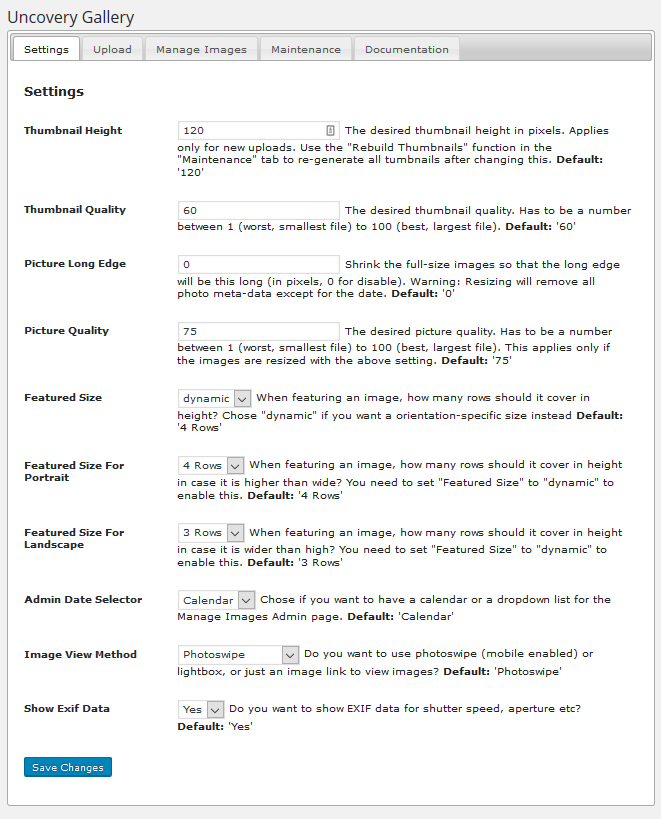 Uncovery Gallery
Settings
Upload
Manage Images
Maintenance
Documentation
Settings
Thumbnail Height
120
The desired thumbnail height in pixels. Applies
only for new uploads. Use the "Rebuild Thumbnails" function in the
"Maintenance" tab to re-generate all tumbnails after changing this. Default:
'120'
Thumbnail Quality
60
The desired thumbnail quality. Has to be a number
between 1 (worst, smallest file) to 100 (best, largest file). Default: '60'
Picture Long Edge
0
Shrink the full-size images so that the long edge
will be this long (in pixels, 0 for disable). Warning: Resizing will remove all
photo meta-data except for the date. Default: '0'
Picture Quality
75
The desired picture quality. Has to be a number
between 1 (worst, smallest file) to 100 (best, largest file). This applies only if
the images are resized with the above setting. Default: '75'
Featured Size
dynamic
When featuring an image, how many rows should it cover in
height? Chose "dynamic" if you want a orientation-specific size instead Default:
'4 Rows'
Featured Size For
Portrait
4 Rows
When featuring an image, how many rows should it cover in height
in case it is higher than wide? You need to set "Featured Size" to "dynamic" to
enable this. Default: '4 Rows'
Featured Size For
Landscape
3 Rows
When featuring an image, how many rows should it cover in height
in case it is wider than high? You need to set "Featured Size" to "dynamic" to
enable this. Default: '3 Rows'
Admin Date Selector
Calendar
Chose if you want to have a calendar or a dropdown list for the
Manage Images Admin page. Default: 'Calendar'
Image View Method
Photoswipe
Do you want to use photoswipe (mobile enabled) or
lightbox, or just an image link to view images? Default: 'Photoswipe'
Show Exif Data
Yes
Do you want to show EXIF data for shutter speed, aperture etc?
Default: 'Yes'
Save Changes